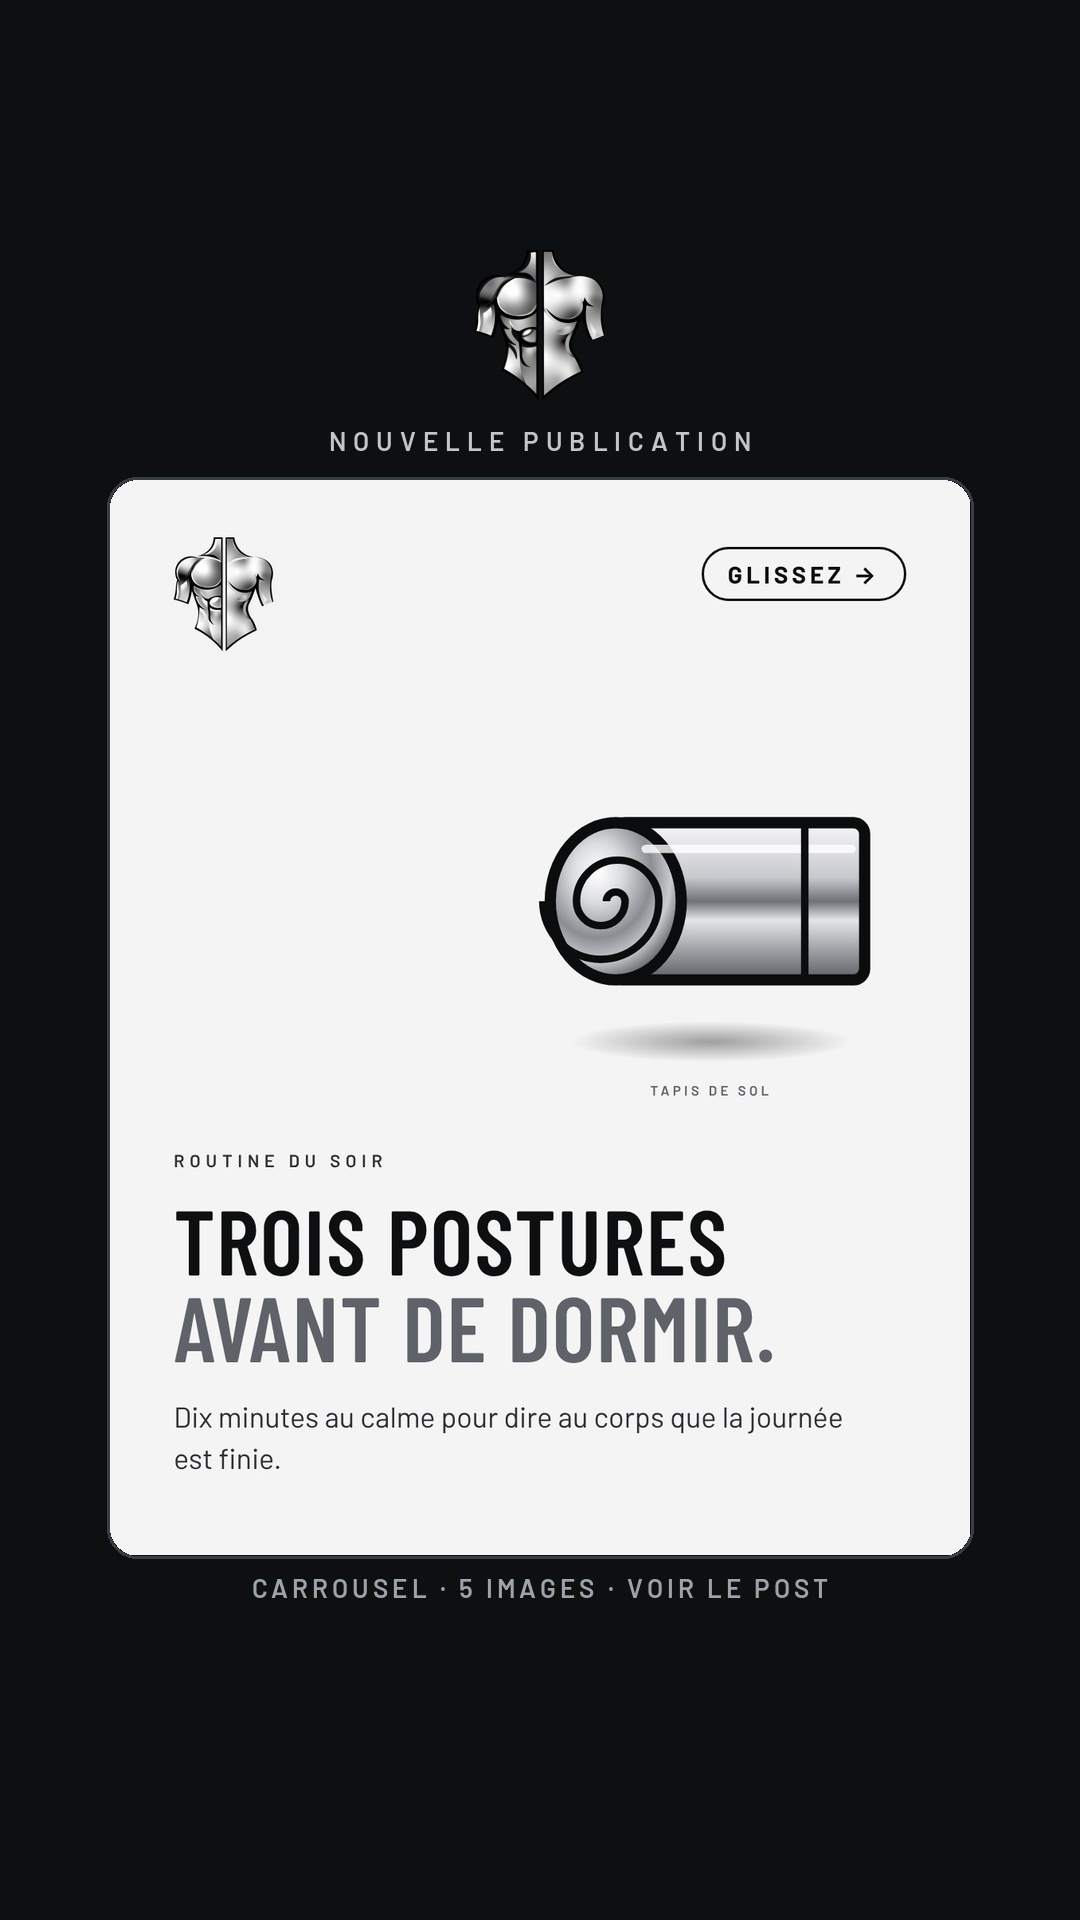 NOUVELLE PUBLICATION
GLISSEZ →
TAPIS DE SOL
ROUTINE DU SOIR
TROIS POSTURES
AVANT DE DORMIR.
Dix minutes au calme pour dire au corps que la journée
est finie.
CARROUSEL · 5 IMAGES · VOIR LE POST